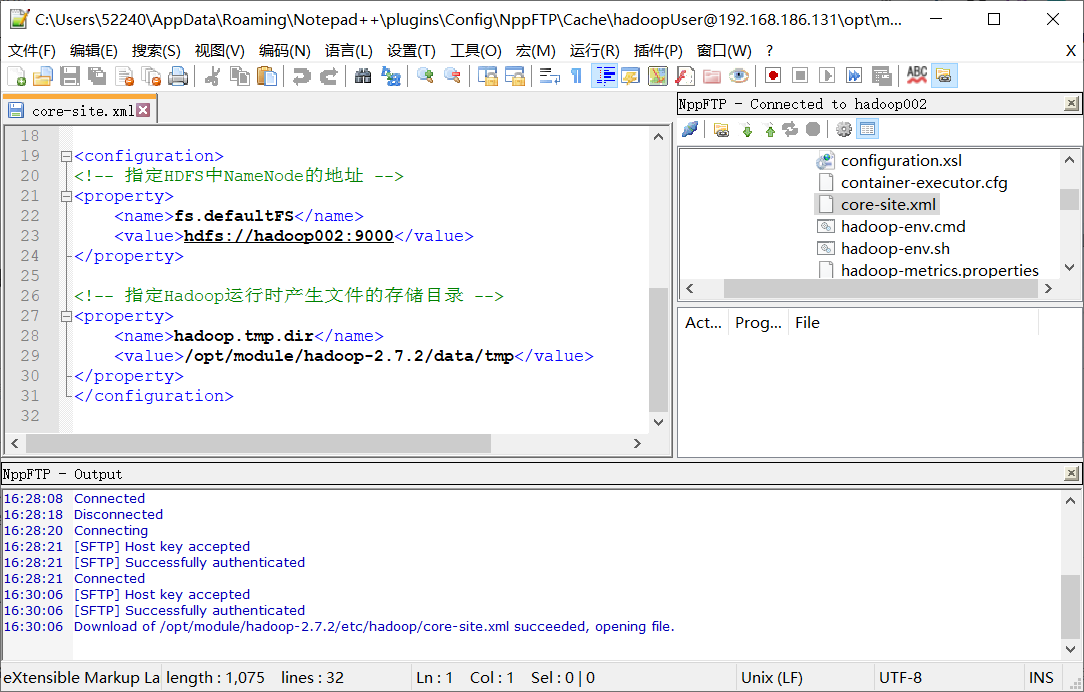 C:\Users\52240\AppData\Roaming\Notepad++\plugins\Config\NppFTP\Cache\hadoopUser@192.168.186.131\opt\m...
文件(F) 编辑(E) 搜索(S) 视图(V) 编码(N) 语言(L) 设置(T) 工具(O) 宏(M) 运行(R) 插件(P) 窗口(W) ? X
ABC
core-site.xml
18
19 <configuration>
20 <!-- 指定HDFS中NameNode的地址 -->
21 <property>
22 <name>fs.defaultFS</name>
23 <value>hdfs://hadoop002:9000</value>
24 </property>
25
26 <!-- 指定Hadoop运行时产生文件的存储目录 -->
27 <property>
28 <name>hadoop.tmp.dir</name>
29 <value>/opt/module/hadoop-2.7.2/data/tmp</value>
30 </property>
31 </configuration>
32
NppFTP - Connected to hadoop002
configuration.xsl
container-executor.cfg
core-site.xml
hadoop-env.cmd
hadoop-env.sh
hadoop-metrics.properties
Act... Prog... File
NppFTP - Output
16:28:08 Connected
16:28:18 Disconnected
16:28:20 Connecting
16:28:21 [SFTP] Host key accepted
16:28:21 [SFTP] Successfully authenticated
16:28:21 Connected
16:30:06 [SFTP] Host key accepted
16:30:06 [SFTP] Successfully authenticated
16:30:06 Download of /opt/module/hadoop-2.7.2/etc/hadoop/core-site.xml succeeded, opening file.
eXtensible Markup La length : 1,075 lines : 32 Ln : 1 Col : 1 Sel : 0 | 0 Unix (LF) UTF-8 INS